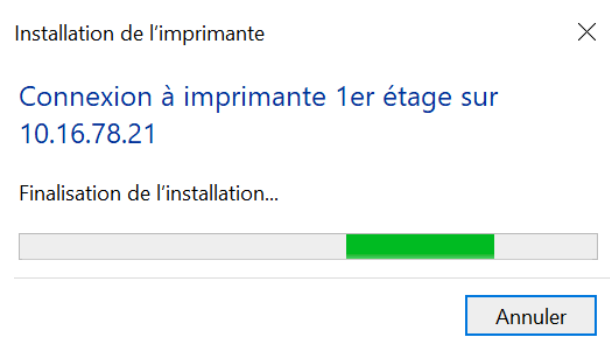 Installation de l'imprimante
Connexion à imprimante 1er étage sur
10.16.78.21
Finalisation de l'installation...
Annuler